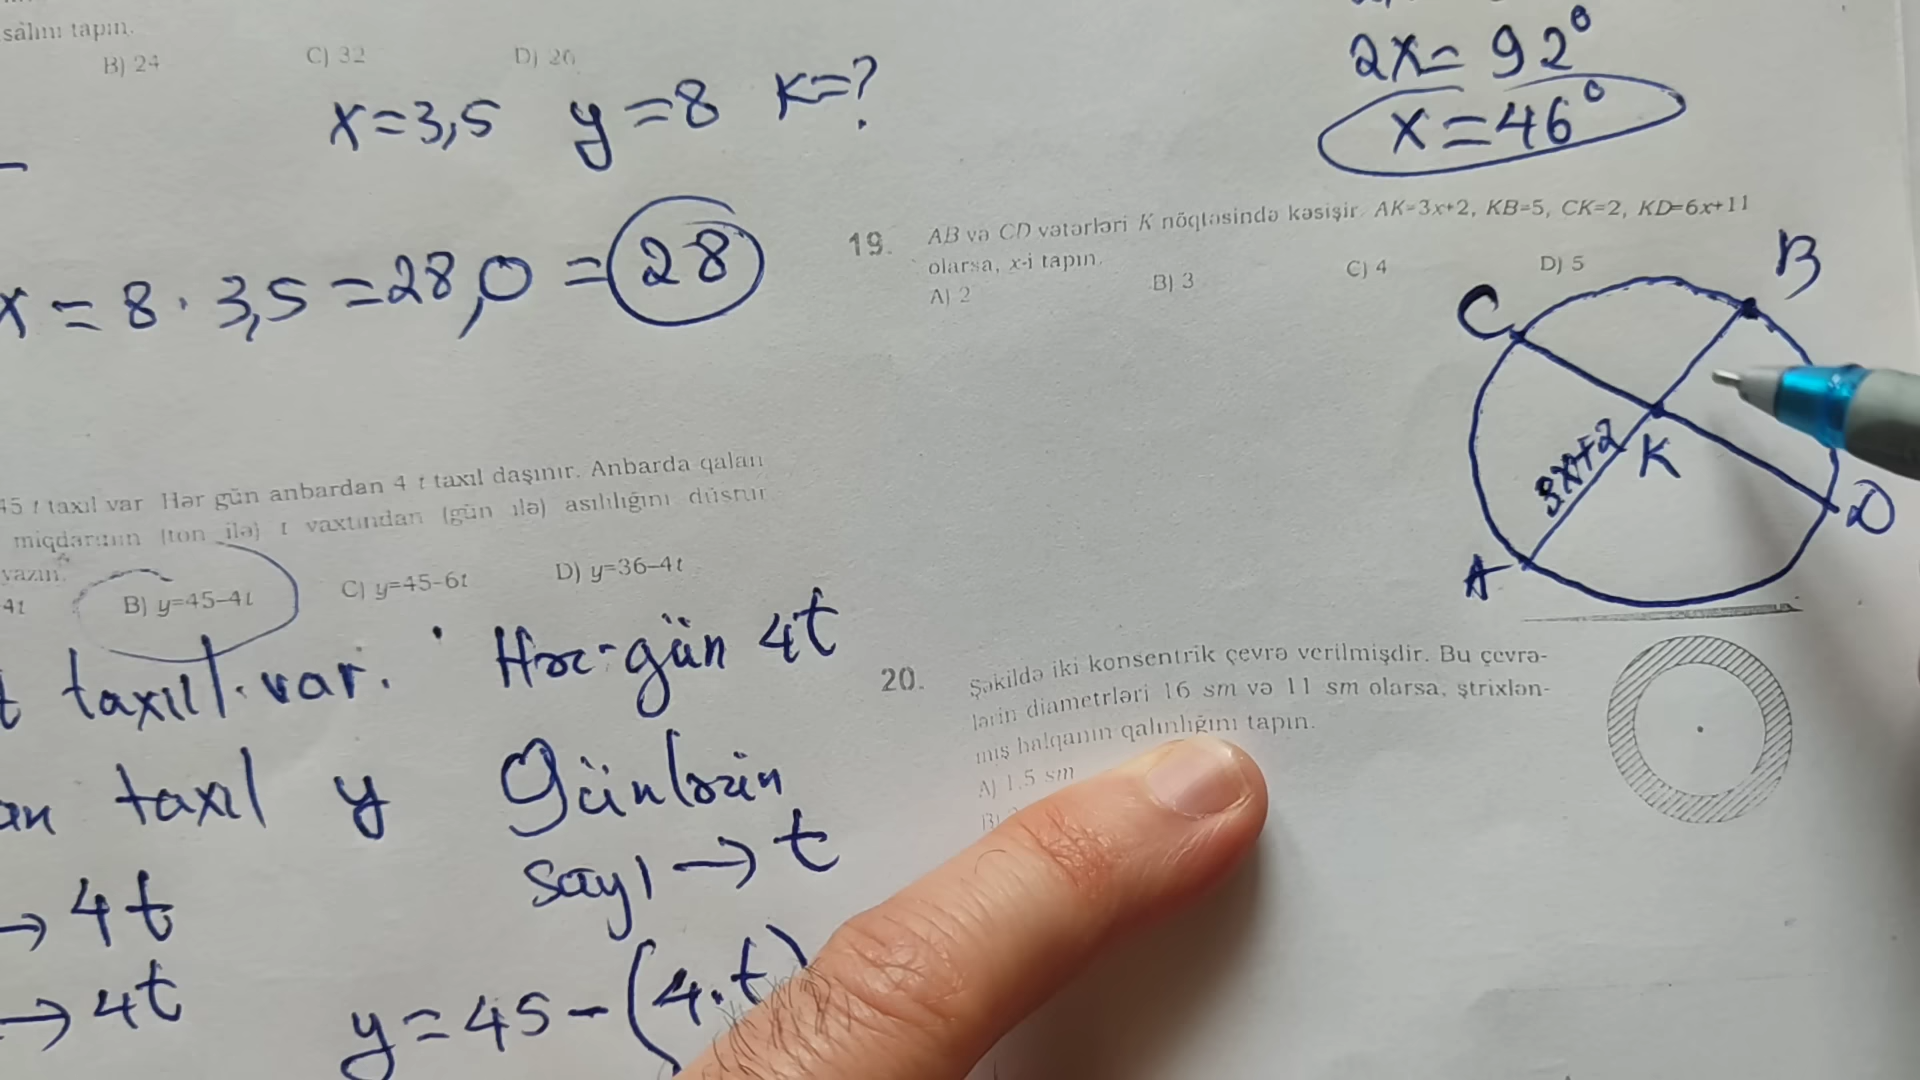 salını tapın.
B) 24 C) 32 D) 26
x=3,5 y=8 K=?
x = 8 · 3,5 =28,0 = 28
45 t taxıl var Hər gün anbardan 4 t taxıl daşınır. Anbarda qalan
miqdarının (ton ilə) t vaxtından (gün ilə) asılılığını düstur
yazın.
4t B) y=45-4t C) y=45-6t D) y=36-4t
t taxıll var. Hər-gün 4t
taxıl y Günlərin
sayı → t
→ 4t
→ 4t
y=45-(4.t)
2x= 92°
x=46°
19. AB və CD vətərləri K nöqtəsində kəsişir. AK=3x+2, KB=5, CK=2, KD=6x+11
olarsa, x-i tapın.
A) 2 B) 3 C) 4 D) 5
B
C
3x+2
K
D
A
20. Şəkildə iki konsentrik çevrə verilmişdir. Bu çevrə-
lərin diametrləri 16 sm və 11 sm olarsa, ştrixlən-
miş halqanın qalınlığını tapın.
A) 1,5 sm
B)